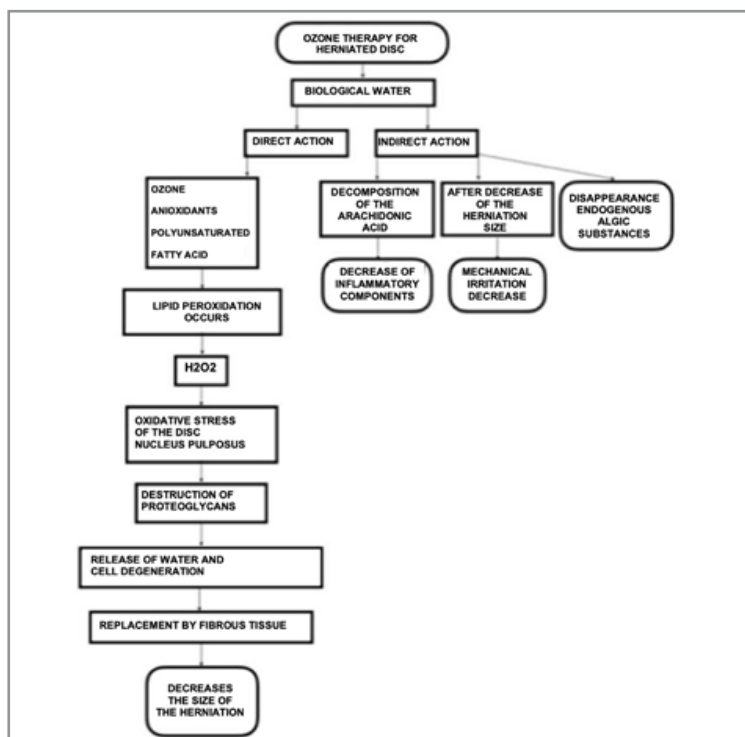 OZONE THERAPY FOR
HERNIATED DISC
BIOLOGICAL WATER
DIRECT ACTION
INDIRECT ACTION
OZONE
ANIOXIDANTS
POLYUNSATURATED
FATTY ACID
DECOMPOSITION
OF THE
ARACHIDONIC
ACID
AFTER DECREASE
OF THE
HERNIATION
SIZE
DISAPPEARANCE
ENDOGENOUS
ALGIC
SUBSTANCES
DECREASE OF
INFLAMMATORY
COMPONENTS
MECHANICAL
IRRITATION
DECREASE
LIPID PEROXIDATION
OCCURS
H2O2
OXIDATIVE STRESS
OF THE DISC
NUCLEUS PULPOSUS
DESTRUCTION OF
PROTEOGLYCANS
RELEASE OF WATER AND
CELL DEGENERATION
REPLACEMENT BY FIBROUS TISSUE
DECREASES
THE SIZE OF
THE HERNIATION